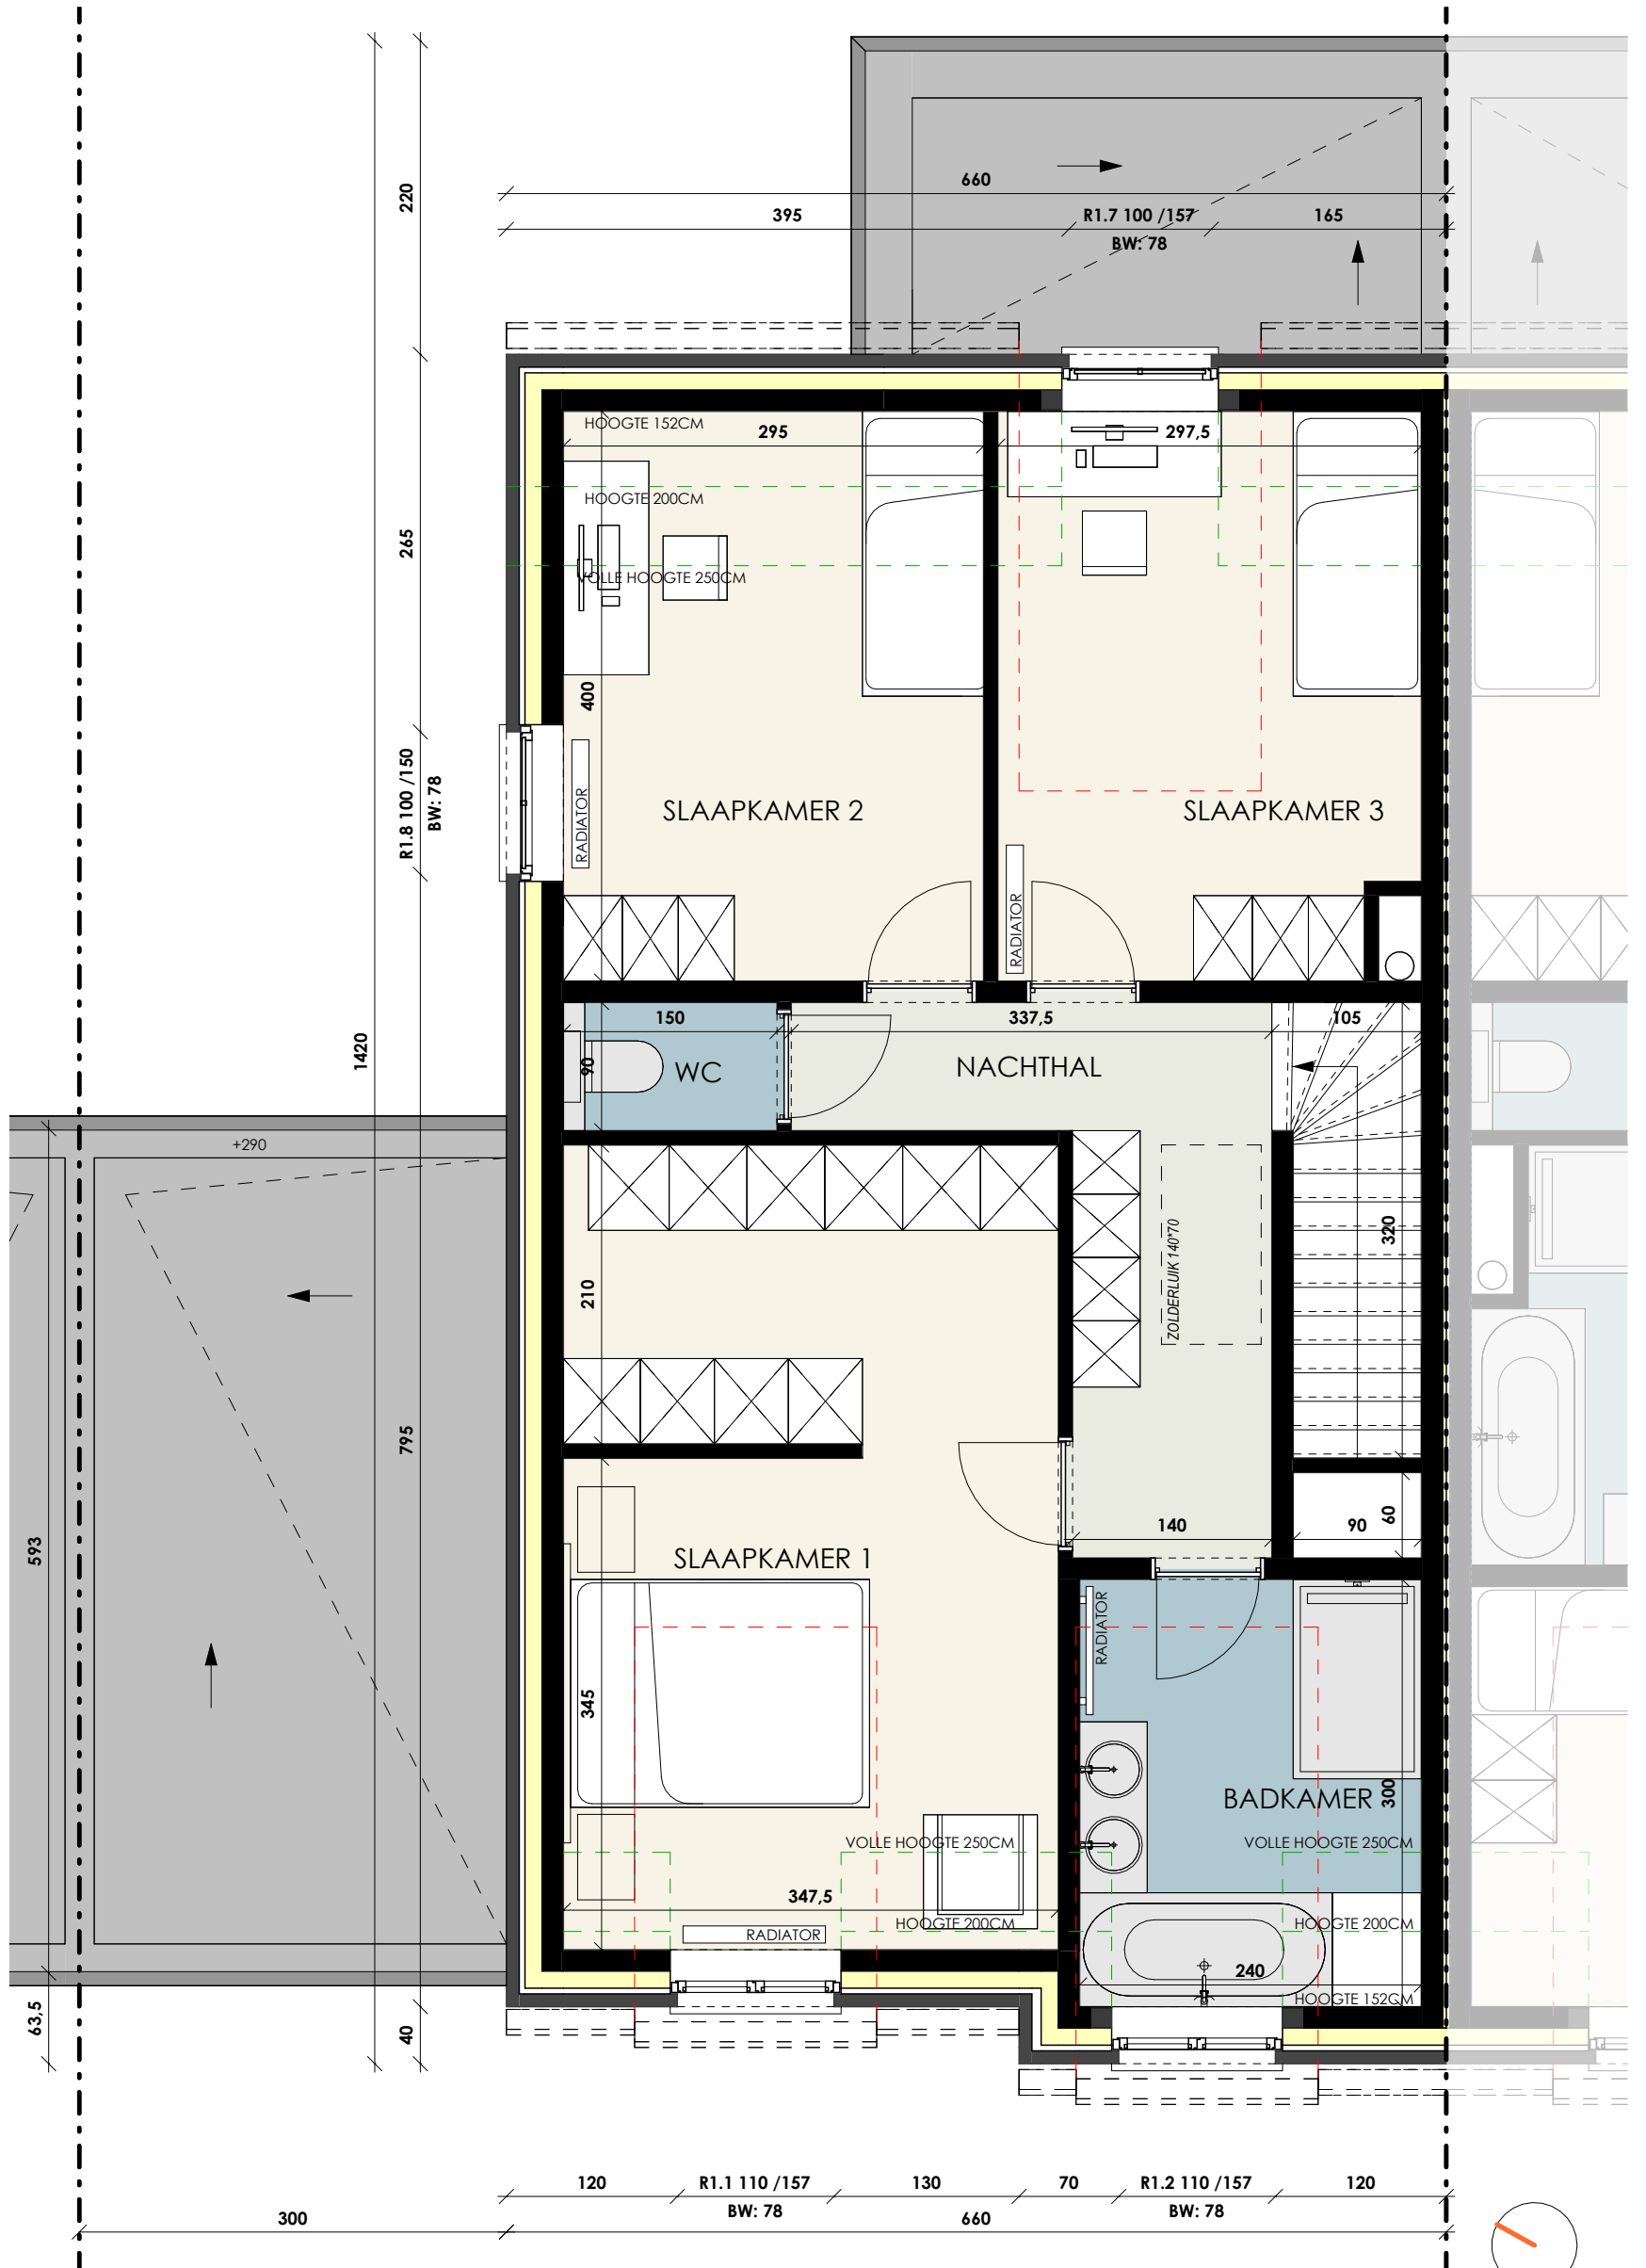 660
395
R1.7 100 /157
165
BW: 78
220
HOOGTE 152CM
295
297,5
HOOGTE 200CM
265
VOLLE HOOGTE 250CM
400
R1.8 100 /150
BW: 78
RADIATOR
SLAAPKAMER 2
SLAAPKAMER 3
RADIATOR
150
337,5
105
1420
90
WC
NACHTHAL
+290
210
ZOLDERLUIK 140*70
320
795
593
140
90
60
SLAAPKAMER 1
RADIATOR
345
BADKAMER
300
VOLLE HOOGTE 250CM
VOLLE HOOGTE 250CM
347,5
HOOGTE 200CM
HOOGTE 200CM
RADIATOR
240
HOOGTE 152CM
63,5
40
120
R1.1 110 /157
130
70
R1.2 110 /157
120
BW: 78
BW: 78
300
660